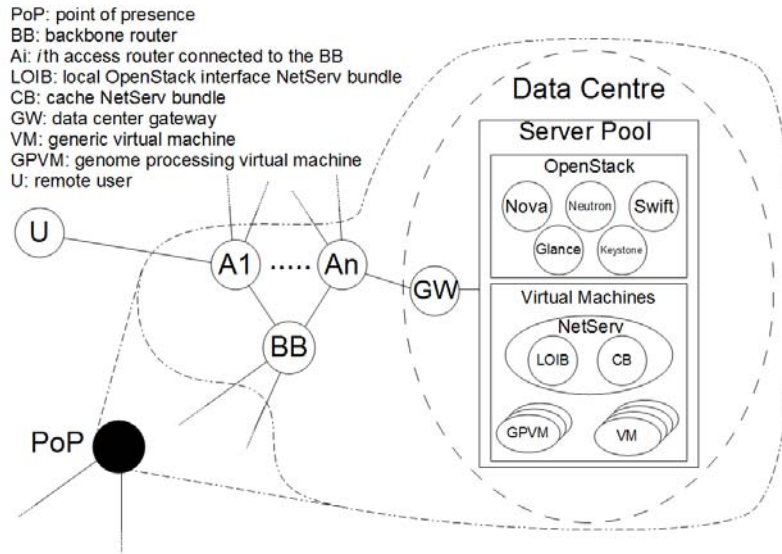 PoP: point of presence
BB: backbone router
Ai: ith access router connected to the BB
LOIB: local OpenStack interface NetServ bundle
CB: cache NetServ bundle
GW: data center gateway
VM: generic virtual machine
GPVM: genome processing virtual machine
U: remote user
Data Centre
Server Pool
OpenStack
Nova Neutron Swift
Glance Keystone
U
A1 ..... An
GW
BB
Virtual Machines
NetServ
LOIB CB
GPVM VM
PoP